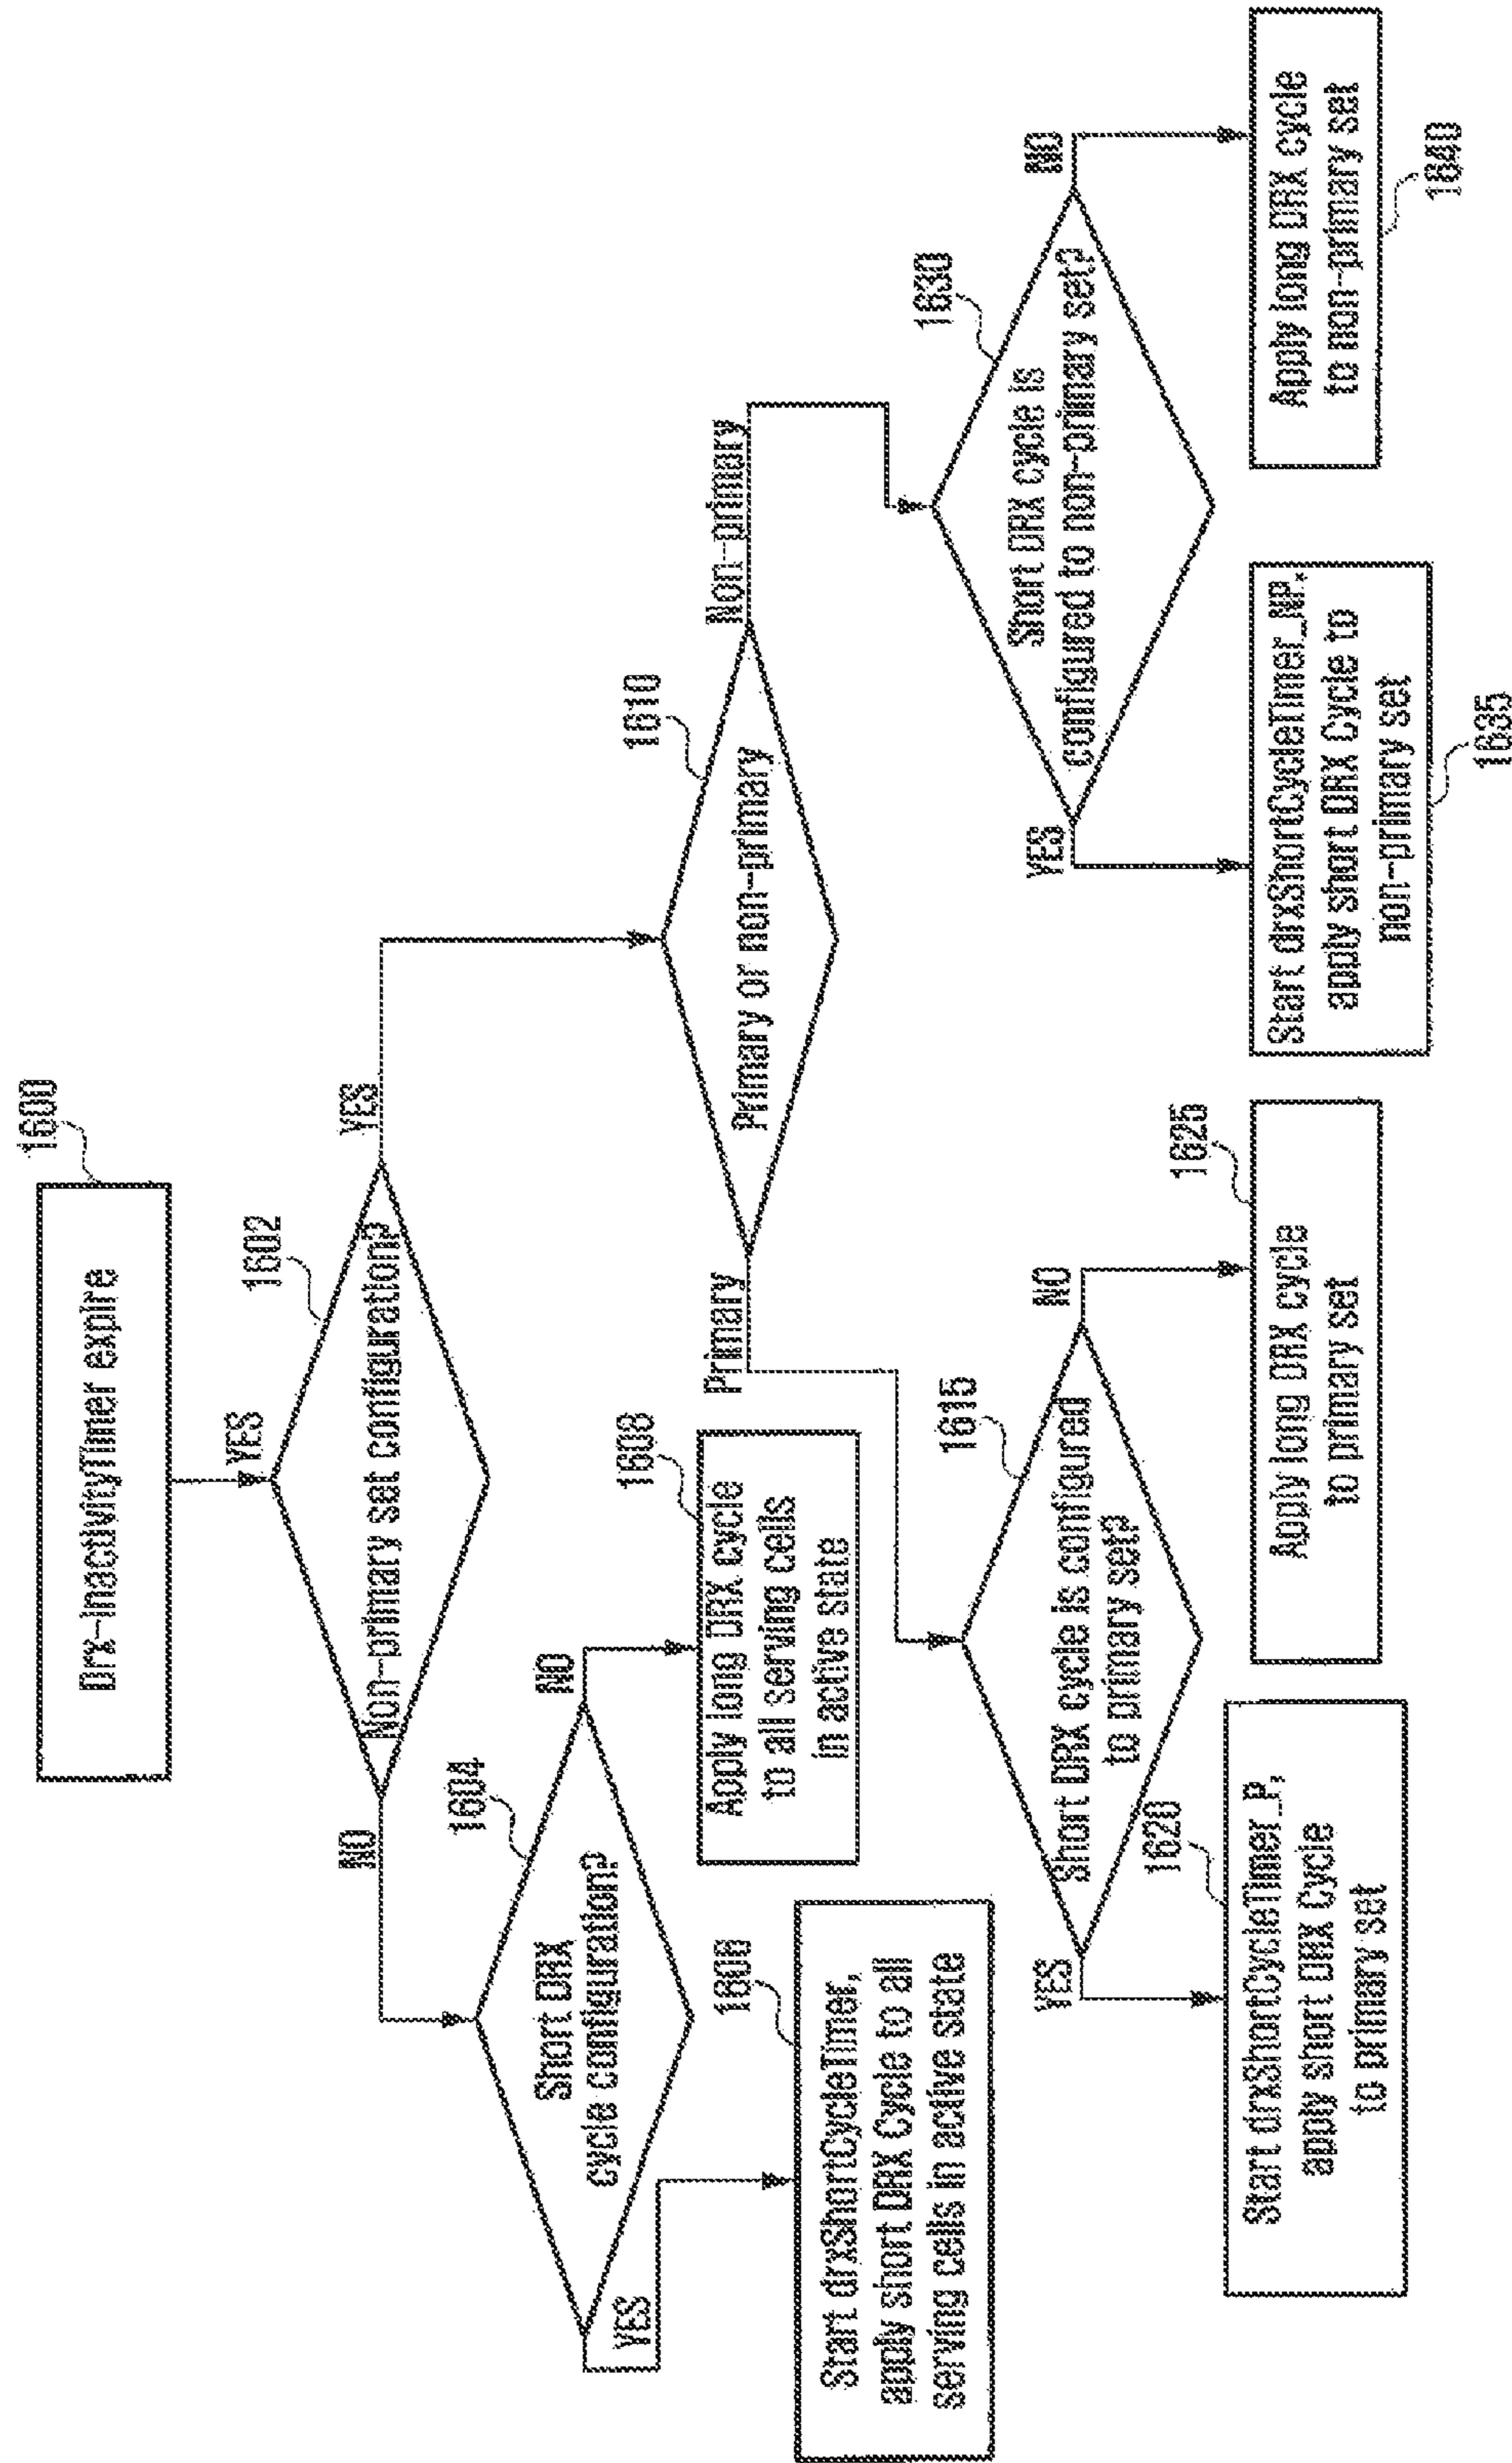 1600
Drx-InactivityTimer expire
YES
1602
Non-primary set configuration?
NO
YES
1604
Short DRX
cycle configuration?
NO
YES
1608
Apply long DRX cycle
to all serving cells
in active state
1606
Start drxShortCycleTimer,
apply short DRX Cycle to all
serving cells in active state
1610
Primary or non-primary
Primary
Non-primary
1615
Short DRX cycle is configured
to primary set?
YES
NO
1620
Start drxShortCycleTimer_P,
apply short DRX Cycle
to primary set
1625
Apply long DRX cycle
to primary set
1630
Short DRX cycle is
configured to non-primary set?
YES
NO
Start drxShortCycleTimer_NP,
apply short DRX Cycle to
non-primary set
1635
Apply long DRX cycle
to non-primary set
1640